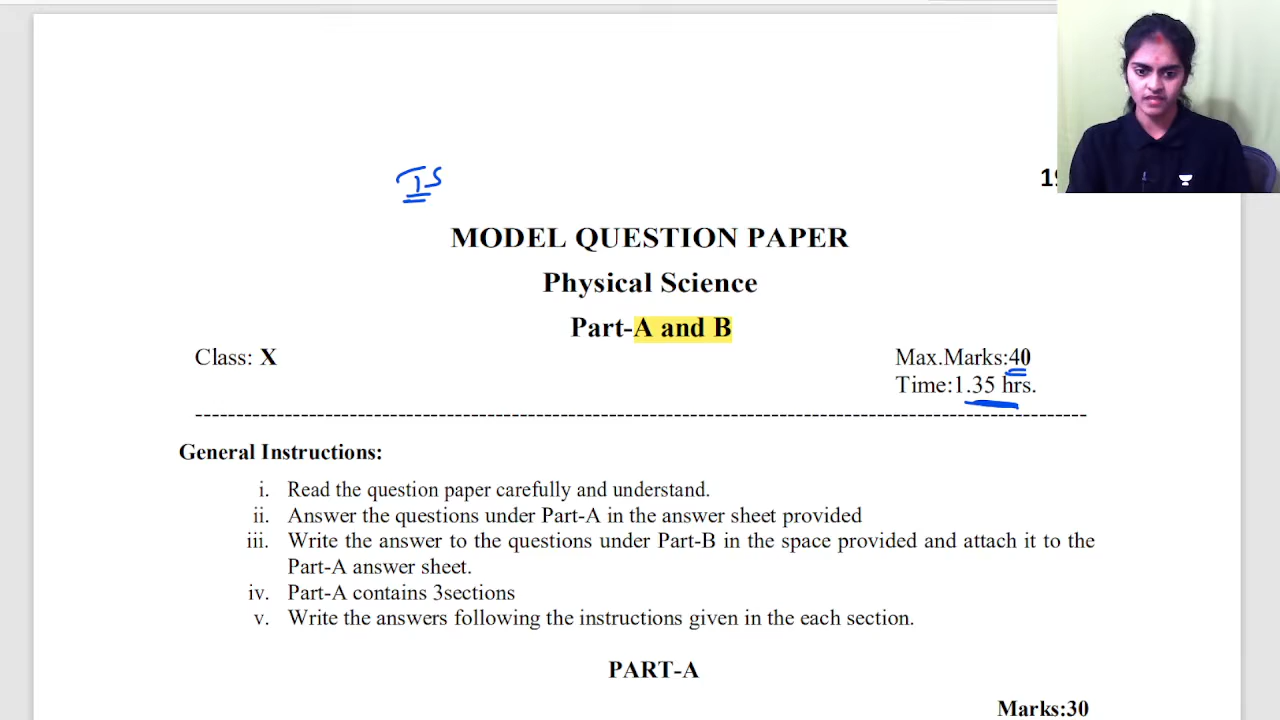 TS
19
MODEL QUESTION PAPER
Physical Science
Part-A and B
Class: X
Max.Marks:40
Time:1.35 hrs.
--------------------------------------------------------------------------------------------------------------
General Instructions:
i. Read the question paper carefully and understand.
ii. Answer the questions under Part-A in the answer sheet provided
iii. Write the answer to the questions under Part-B in the space provided and attach it to the
Part-A answer sheet.
iv. Part-A contains 3sections
v. Write the answers following the instructions given in the each section.
PART-A
Marks:30